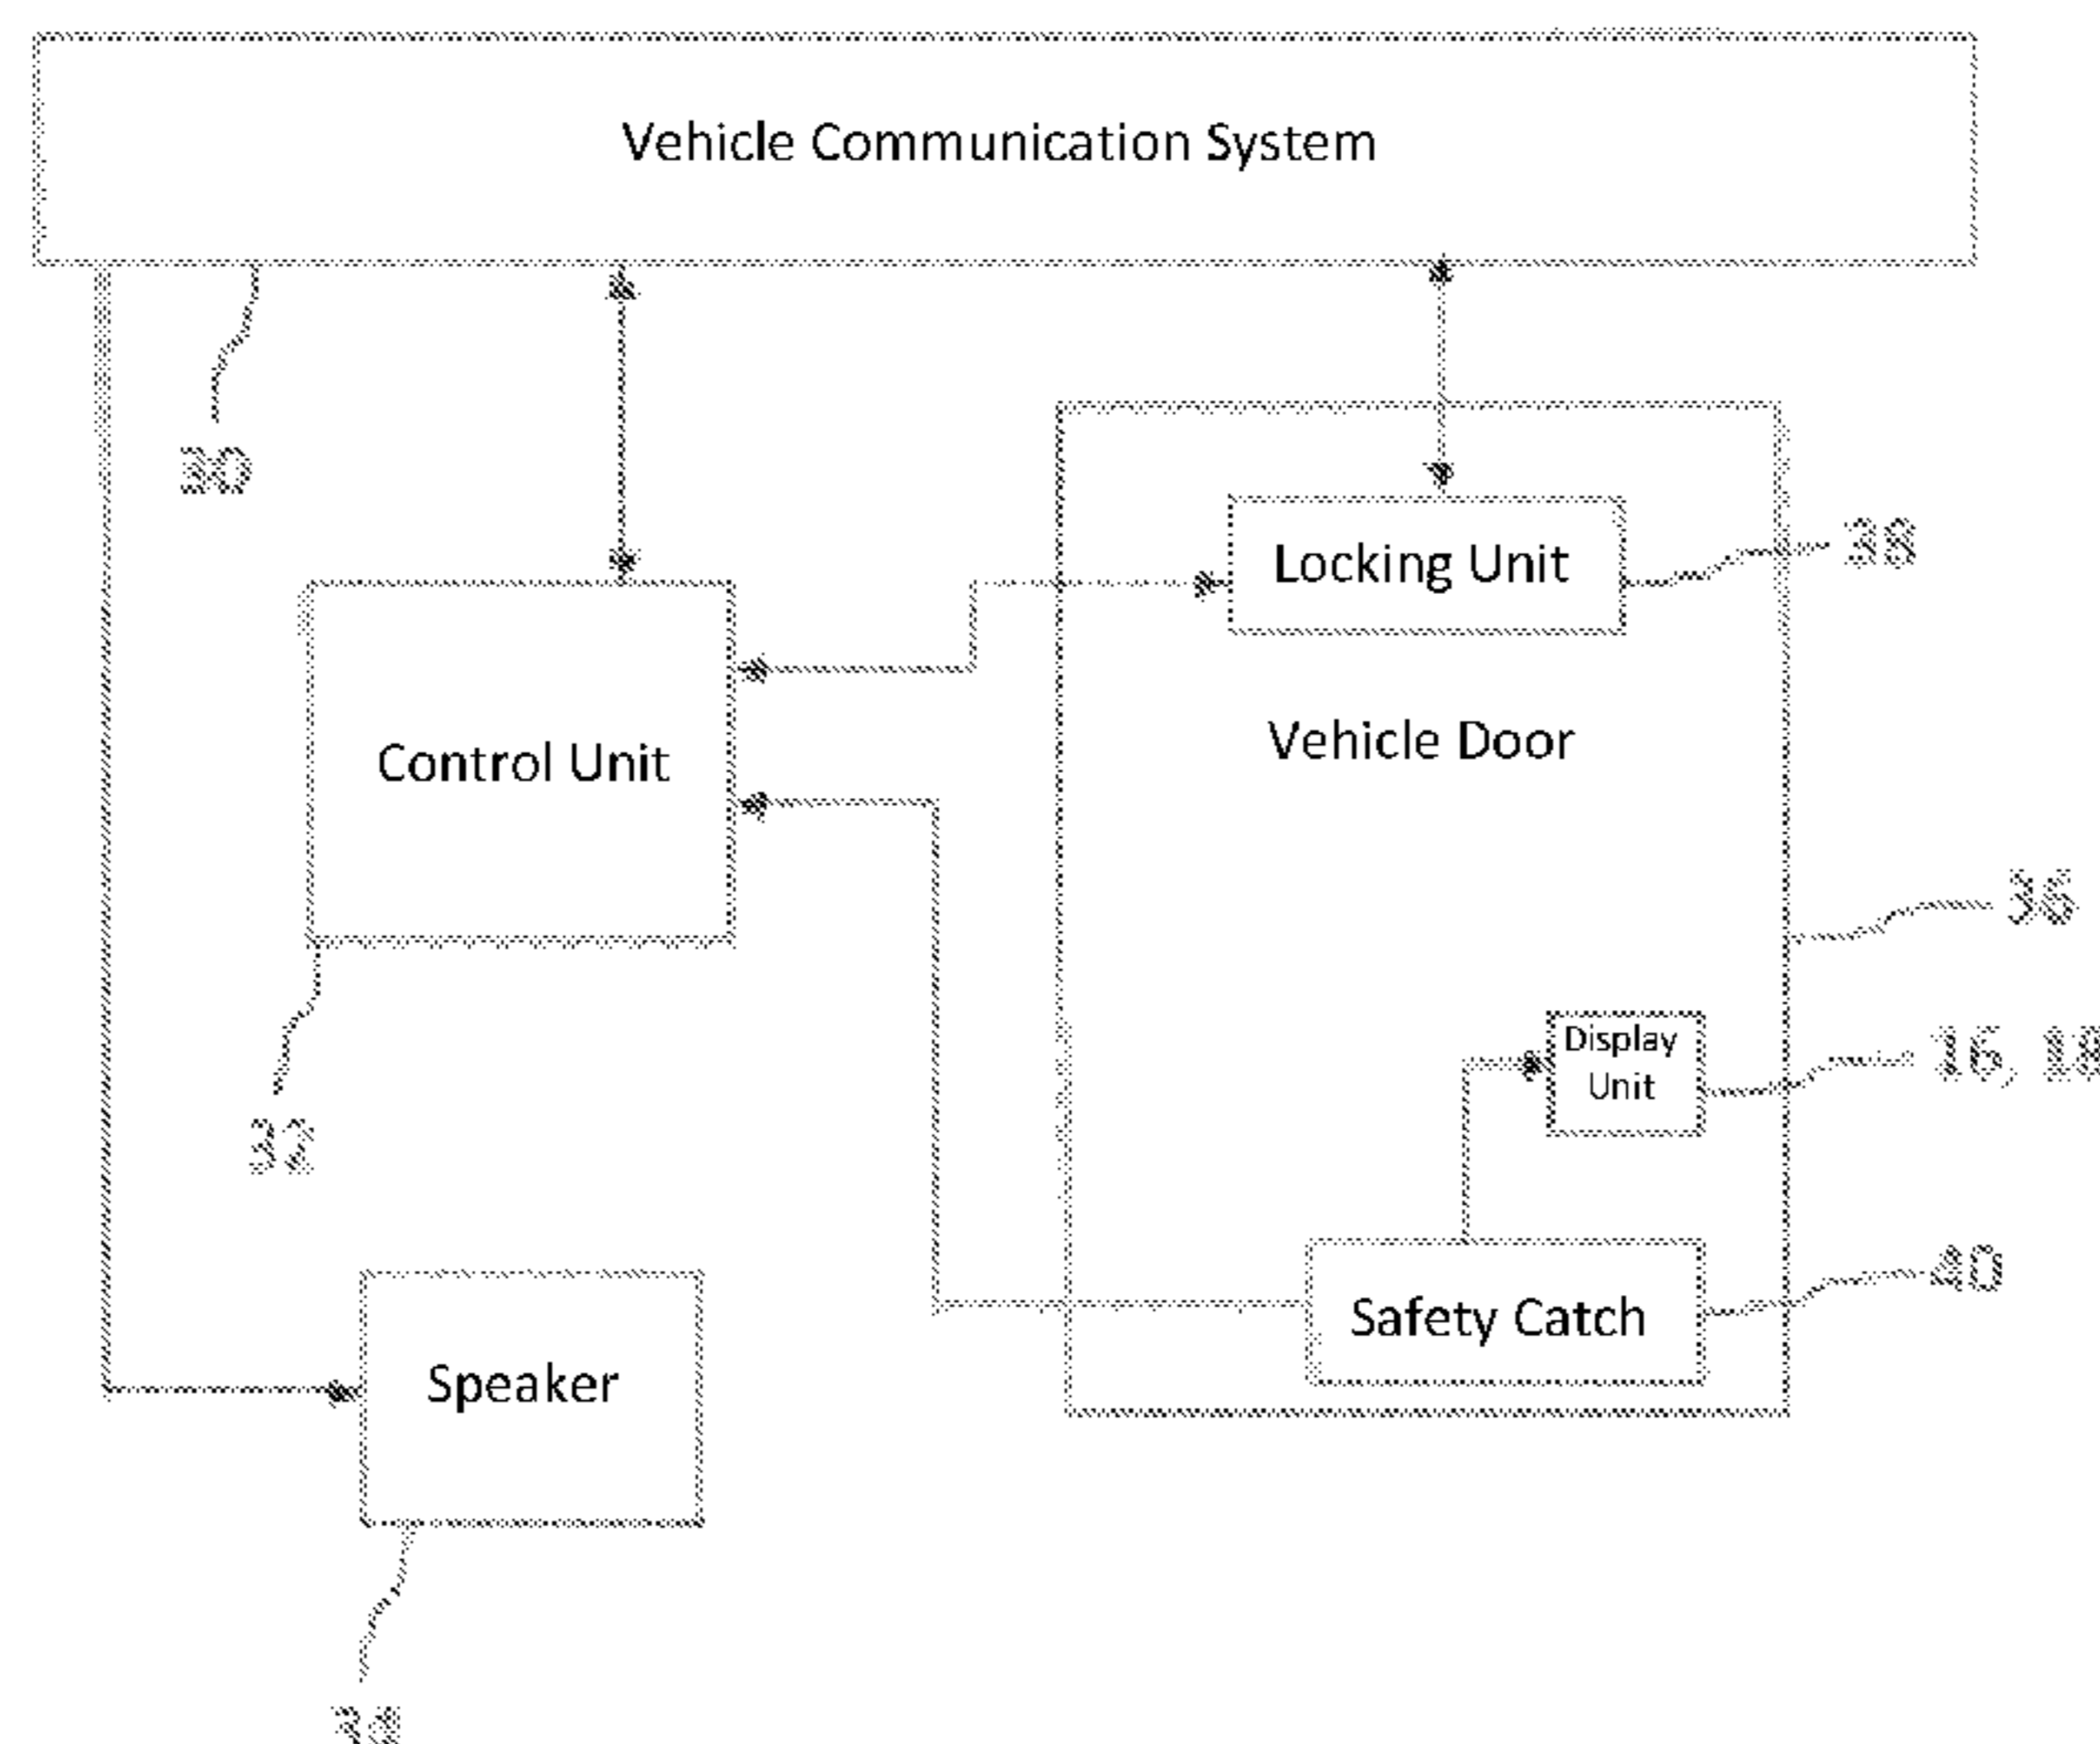 Vehicle Communication System
30
Locking Unit
38
Vehicle Door
Control Unit
36
Display
Unit
16, 18
32
40
Safety Catch
Speaker
34